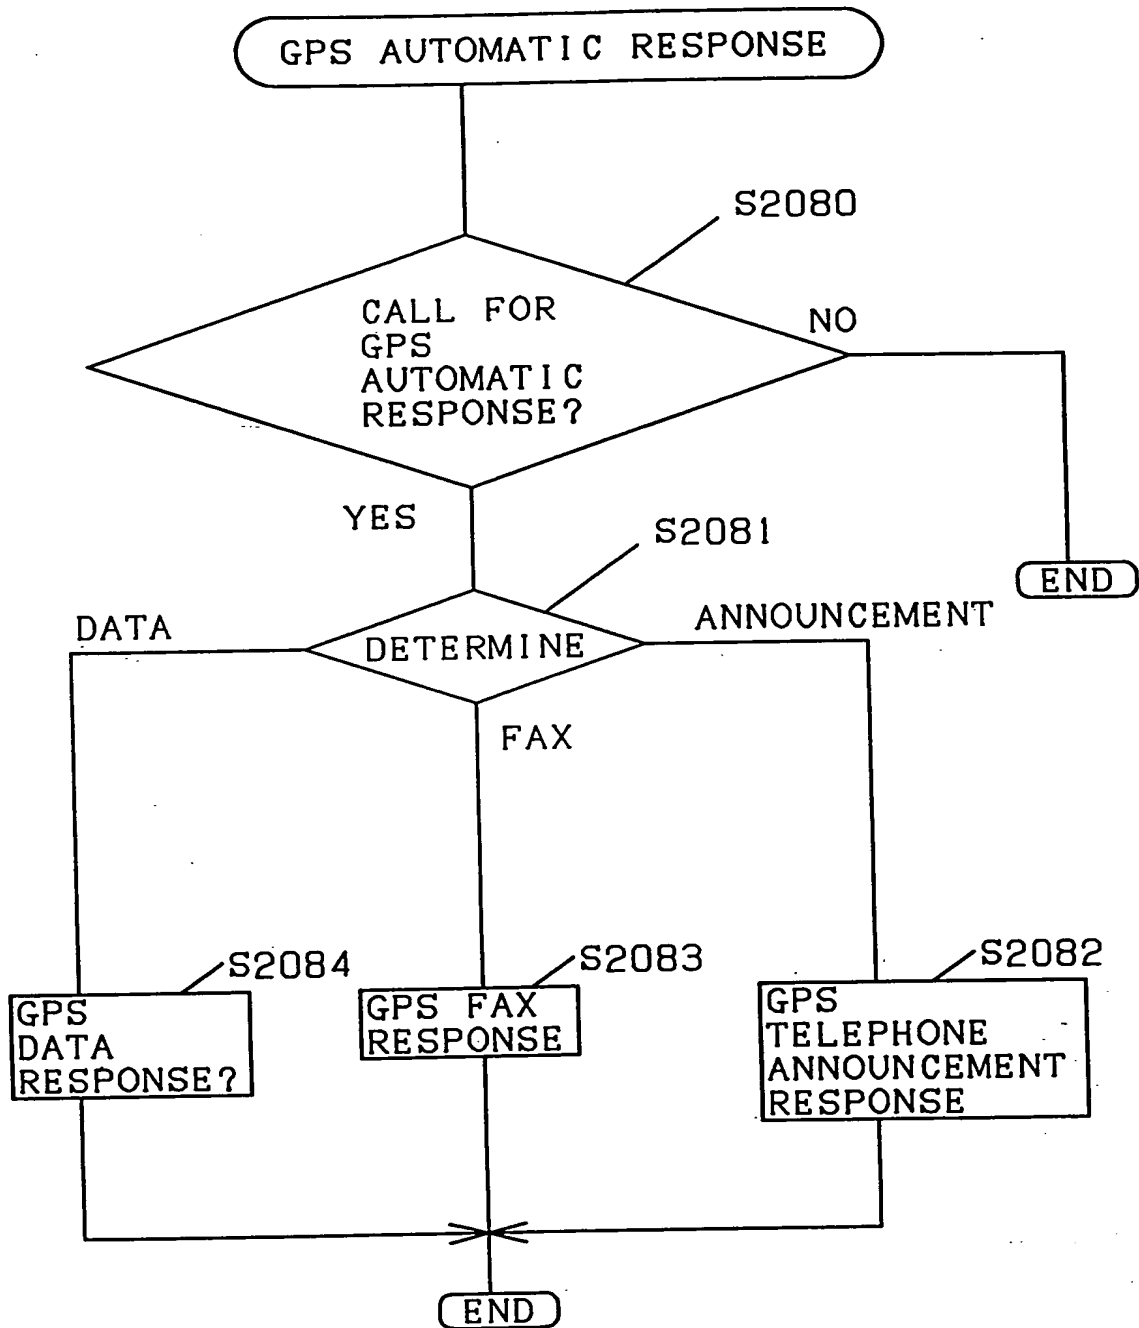 GPS AUTOMATIC RESPONSE
S2080
CALL FOR
GPS
AUTOMATIC
RESPONSE?
NO
YES
S2081
END
DATA
DETERMINE
ANNOUNCEMENT
FAX
S2084
S2083
S2082
GPS
DATA
RESPONSE?
GPS FAX
RESPONSE
GPS
TELEPHONE
ANNOUNCEMENT
RESPONSE
END